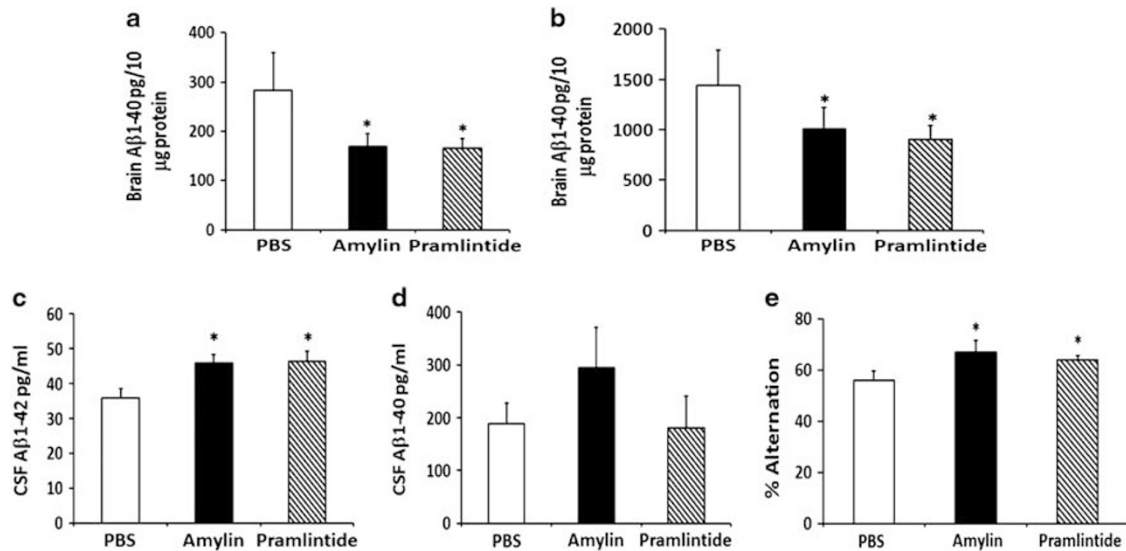 a
Brain Aβ1-40 pg/10
μg protein
400
300
200
100
0
*
*
PBS
Amylin
Pramlintide
b
Brain Aβ1-40 pg/10
μg protein
2000
1500
1000
500
0
*
*
PBS
Amylin
Pramlintide
c
CSF Aβ1-42 pg/ml
60
50
40
30
20
10
0
*
*
PBS
Amylin
Pramlintide
d
CSF Aβ1-40 pg/ml
400
300
200
100
0
PBS
Amylin
Pramlintide
e
% Alternation
80
60
40
20
0
*
*
PBS
Amylin
Pramlintide